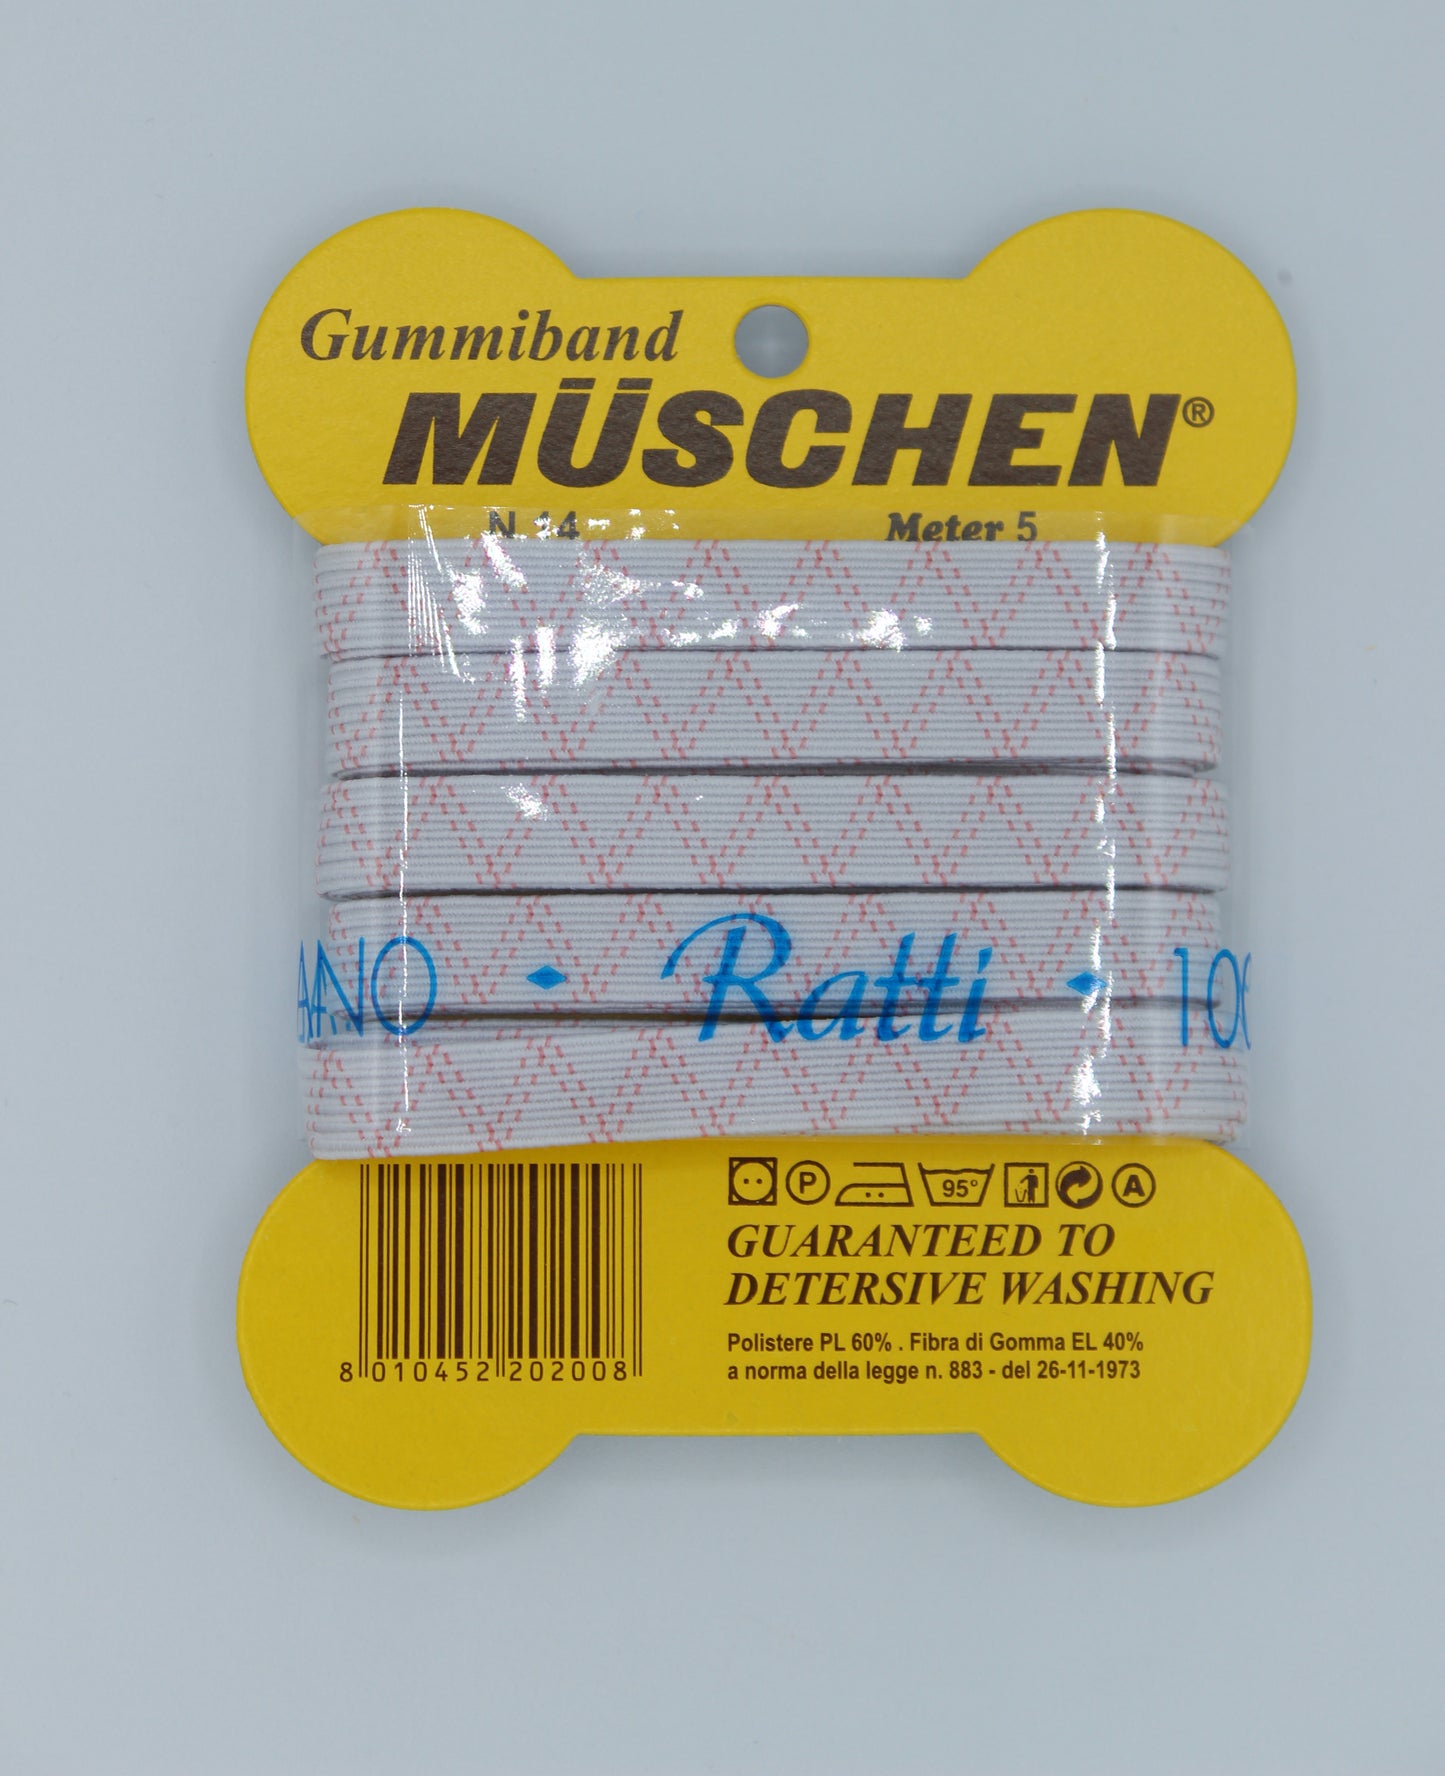 Gummiband
MÜSCHEN®
N. 14
Meter 5
Ratti
P
95°
A
GUARANTEED TO
DETERSIVE WASHING
Polistere PL 60% . Fibra di Gomma EL 40%
a norma della legge n. 883 - del 26-11-1973
8 010452 202008